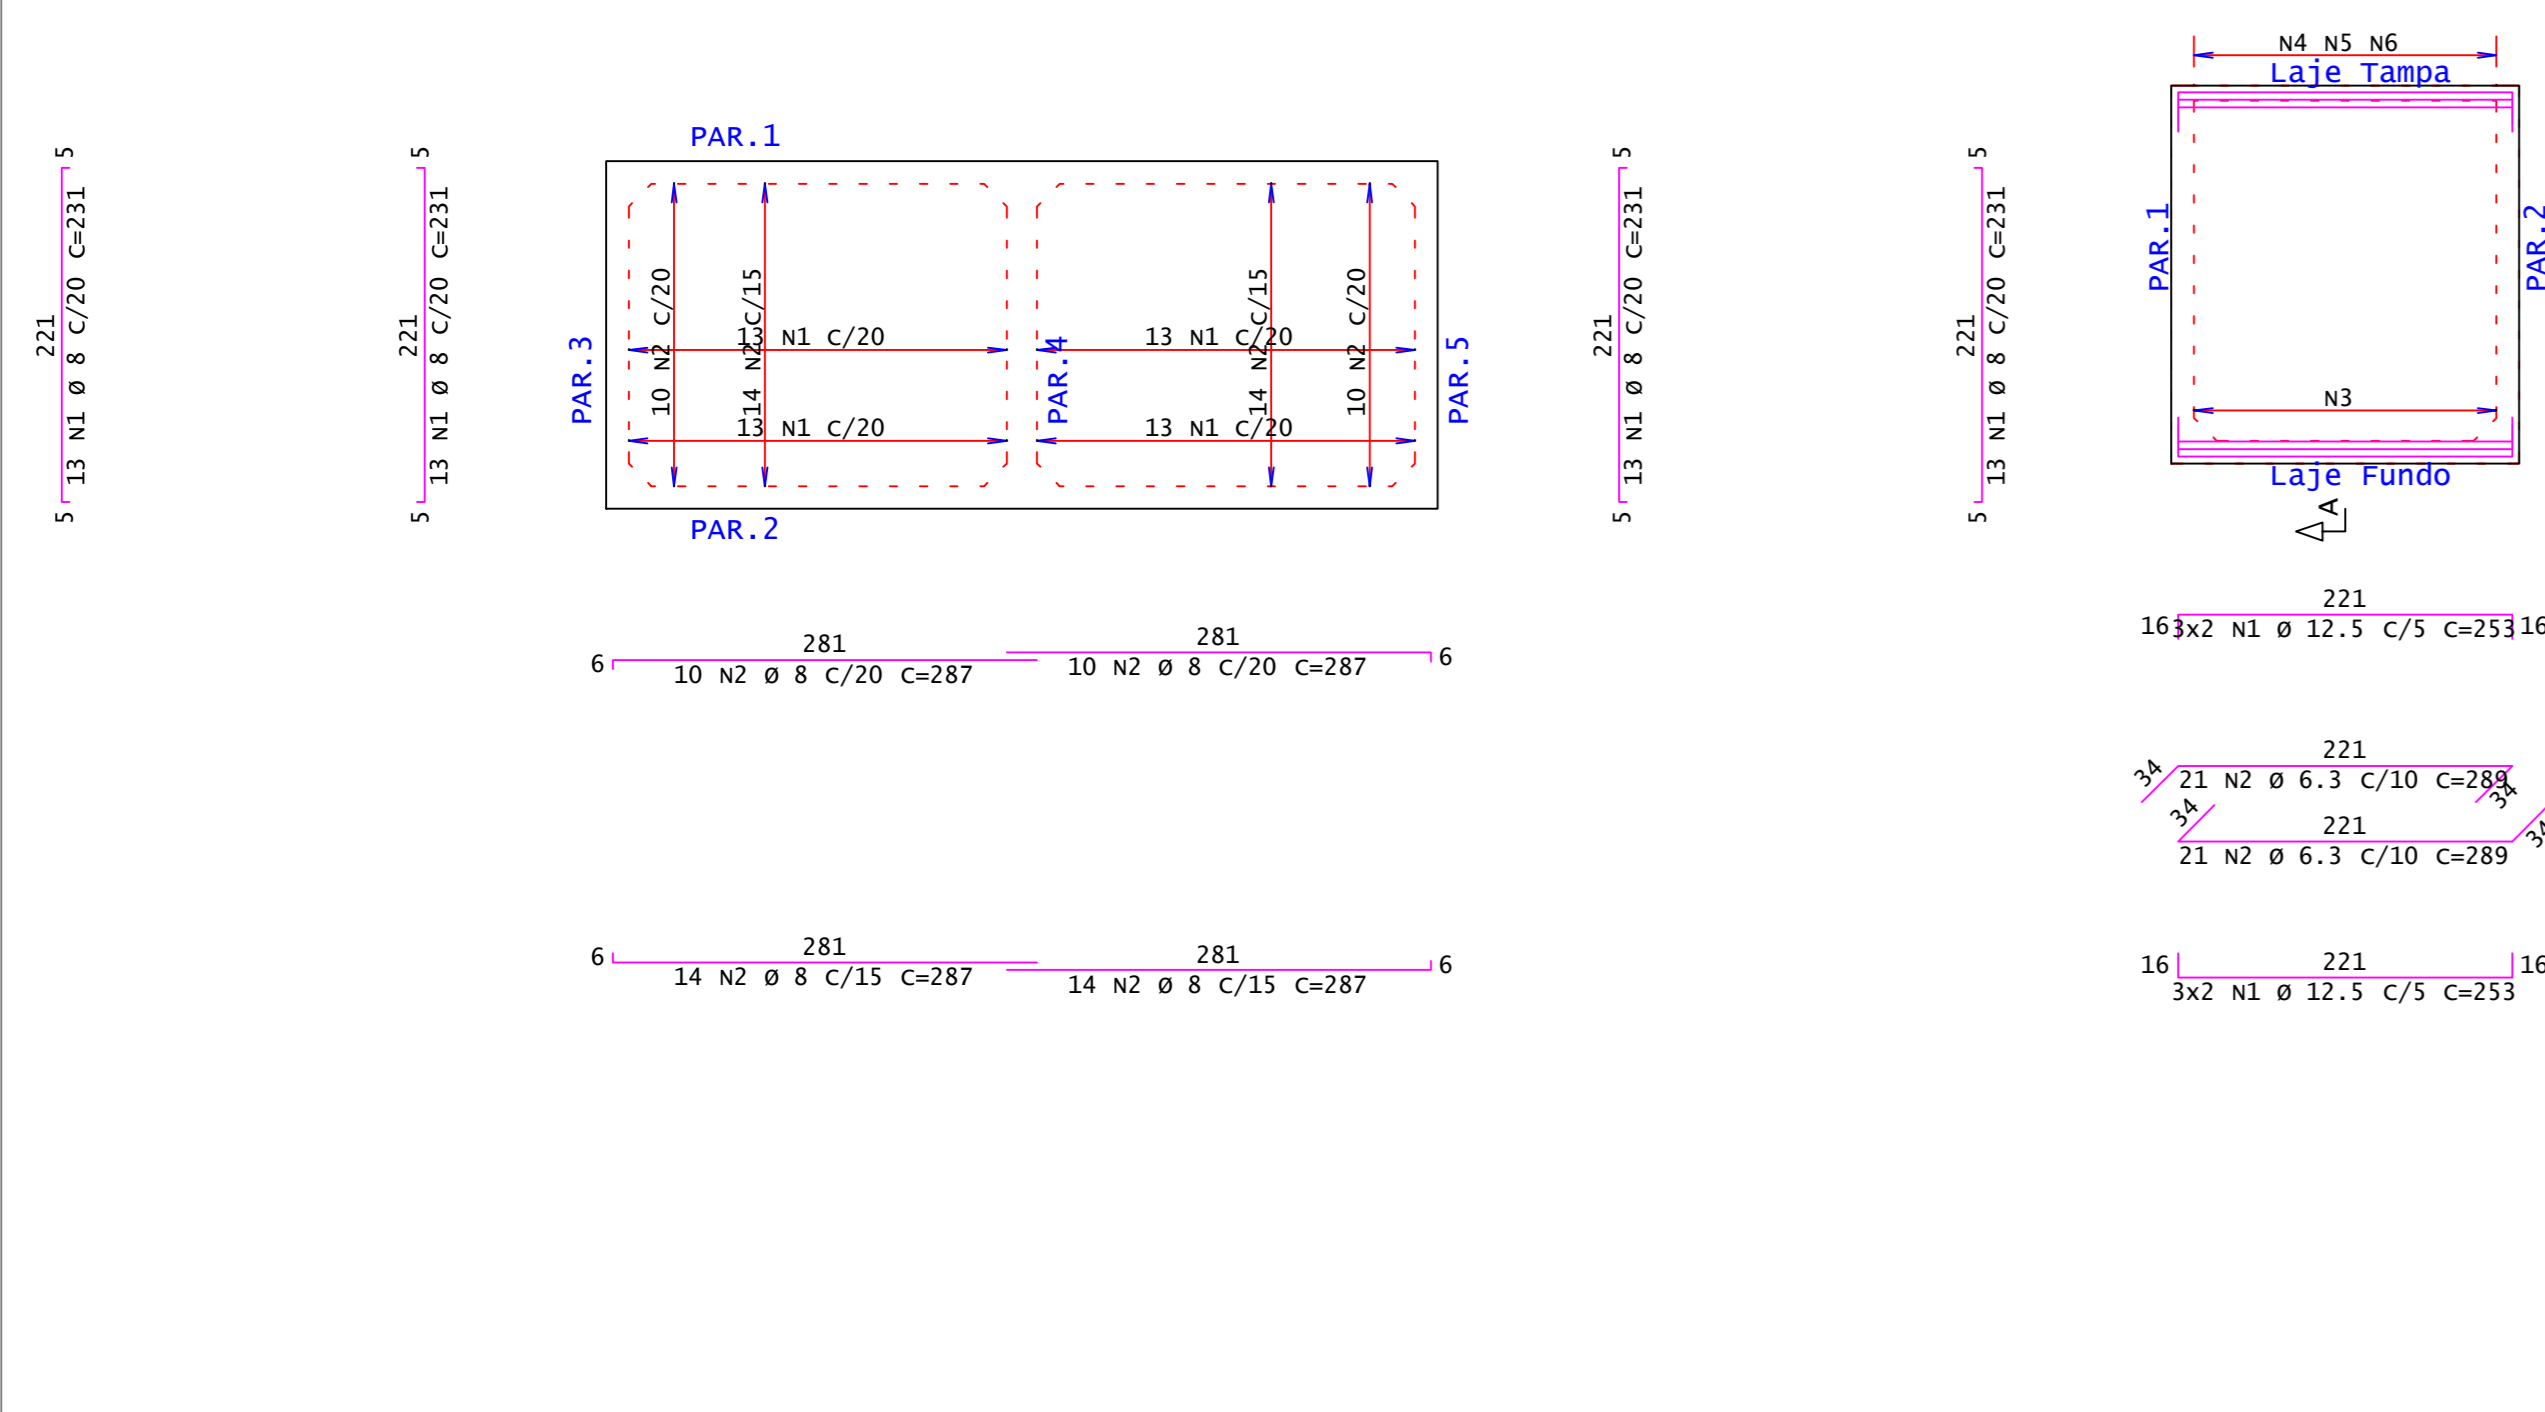 5
221
13 N1 Ø 8 C/20 C=231
5
5
221
13 N1 Ø 8 C/20 C=231
5
PAR.1
PAR.3
10 N2 C/20
14 N2 C/15
13 N1 C/20
13 N1 C/20
PAR.4
14 N2 C/15
10 N2 C/20
13 N1 C/20
13 N1 C/20
PAR.5
PAR.2
5
221
13 N1 Ø 8 C/20 C=231
5
5
221
13 N1 Ø 8 C/20 C=231
5
N4 N5 N6
Laje Tampa
PAR.1
PAR.2
N3
Laje Fundo
A
281
6
10 N2 Ø 8 C/20 C=287
281
10 N2 Ø 8 C/20 C=287
6
281
6
14 N2 Ø 8 C/15 C=287
281
14 N2 Ø 8 C/15 C=287
6
221
16
3x2 N1 Ø 12.5 C/5 C=253
16
221
34
21 N2 Ø 6.3 C/10 C=289
34
34
221
34
21 N2 Ø 6.3 C/10 C=289
221
16
16
3x2 N1 Ø 12.5 C/5 C=253